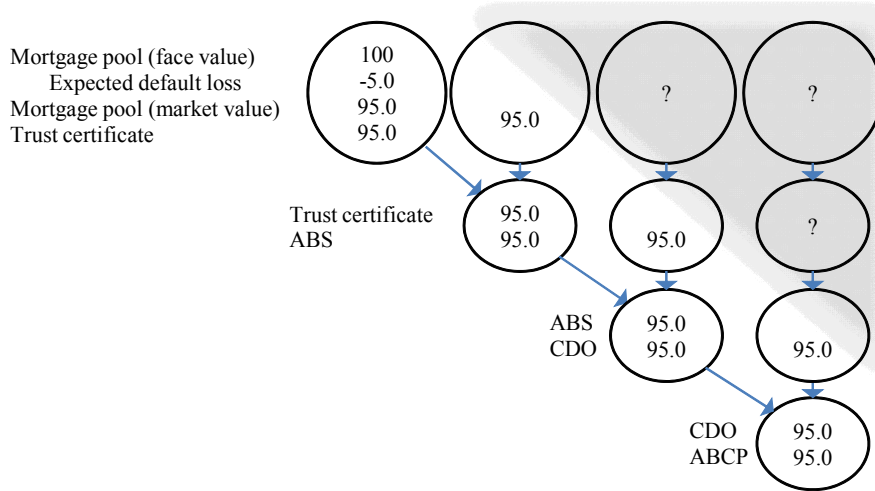 Mortgage pool (face value)
Expected default loss
Mortgage pool (market value)
Trust certificate
100
-5.0
95.0
95.0
95.0
?
?
Trust certificate
ABS
95.0
95.0
95.0
?
ABS
CDO
95.0
95.0
95.0
CDO
ABCP
95.0
95.0